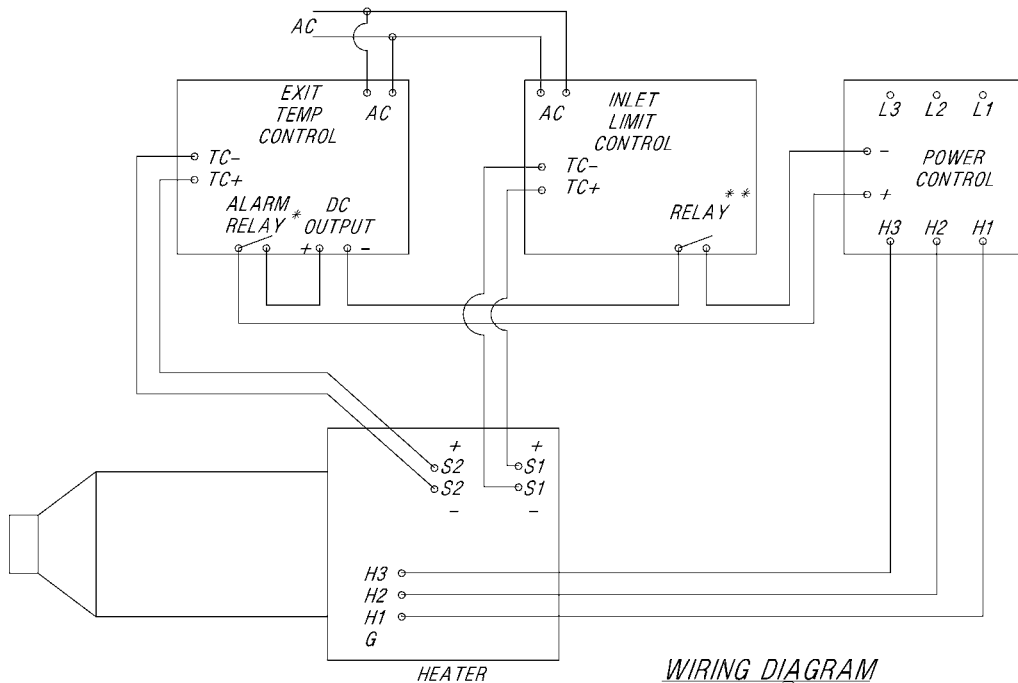 AC
EXIT
TEMP
CONTROL
AC
TC-
TC+
ALARM
RELAY *
DC
OUTPUT
+ -
AC
INLET
LIMIT
CONTROL
TC-
TC+
RELAY **
L3 L2 L1
-
POWER
CONTROL
+
H3 H2 H1
+ +
S2 S1
S2 S1
- -
H3
H2
H1
G
HEATER
WIRING DIAGRAM